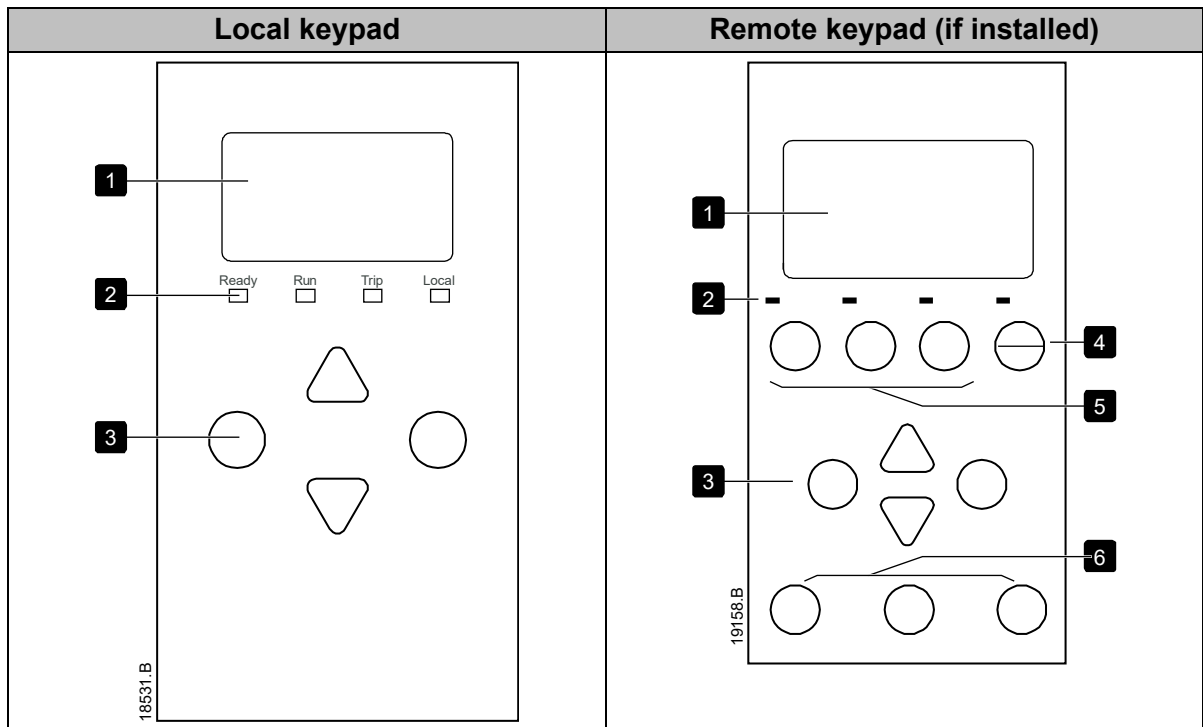 Local keypad
Remote keypad (if installed)
1
2
Ready Run Trip Local
3
18531.B
1
2
4
5
3
6
19158.B